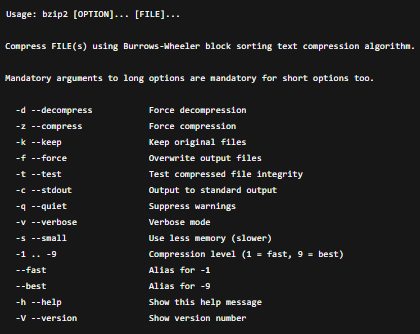 Usage: bzip2 [OPTION]... [FILE]...
Compress FILE(s) using Burrows-Wheeler block sorting text compression algorithm.
Mandatory arguments to long options are mandatory for short options too.
-d --decompress Force decompression
-z --compress Force compression
-k --keep Keep original files
-f --force Overwrite output files
-t --test Test compressed file integrity
-c --stdout Output to standard output
-q --quiet Suppress warnings
-v --verbose Verbose mode
-s --small Use less memory (slower)
-1 .. -9 Compression level (1 = fast, 9 = best)
--fast Alias for -1
--best Alias for -9
-h --help Show this help message
-V --version Show version number